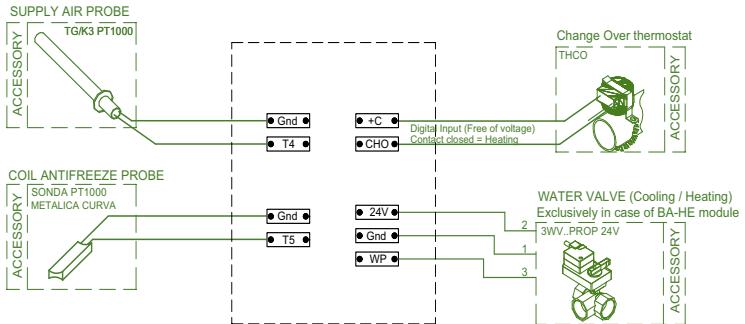 SUPPLY AIR PROBE
TG/K3 PT1000
ACCESSORY
Gnd
T4
COIL ANTIFREEZE PROBE
SONDA PT1000
METALICA CURVA
ACCESSORY
Gnd
T5
+C
CHO
Digital Input (Free of voltage)
Contact closed = Heating
Change Over thermostat
THCO
ACCESSORY
24V
Gnd
WP
WATER VALVE (Cooling / Heating)
Exclusively in case of BA-HE module
2
3WV..PROP 24V
1
3
ACCESSORY